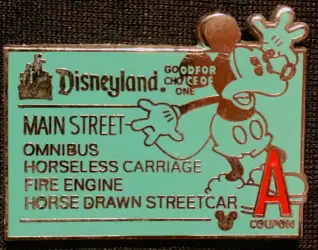 Disneyland.
GOOD FOR
CHOICE OF
ONE
MAIN STREET
OMNIBUS
HORSELESS CARRIAGE
FIRE ENGINE
HORSE DRAWN STREETCAR
A
COUPON